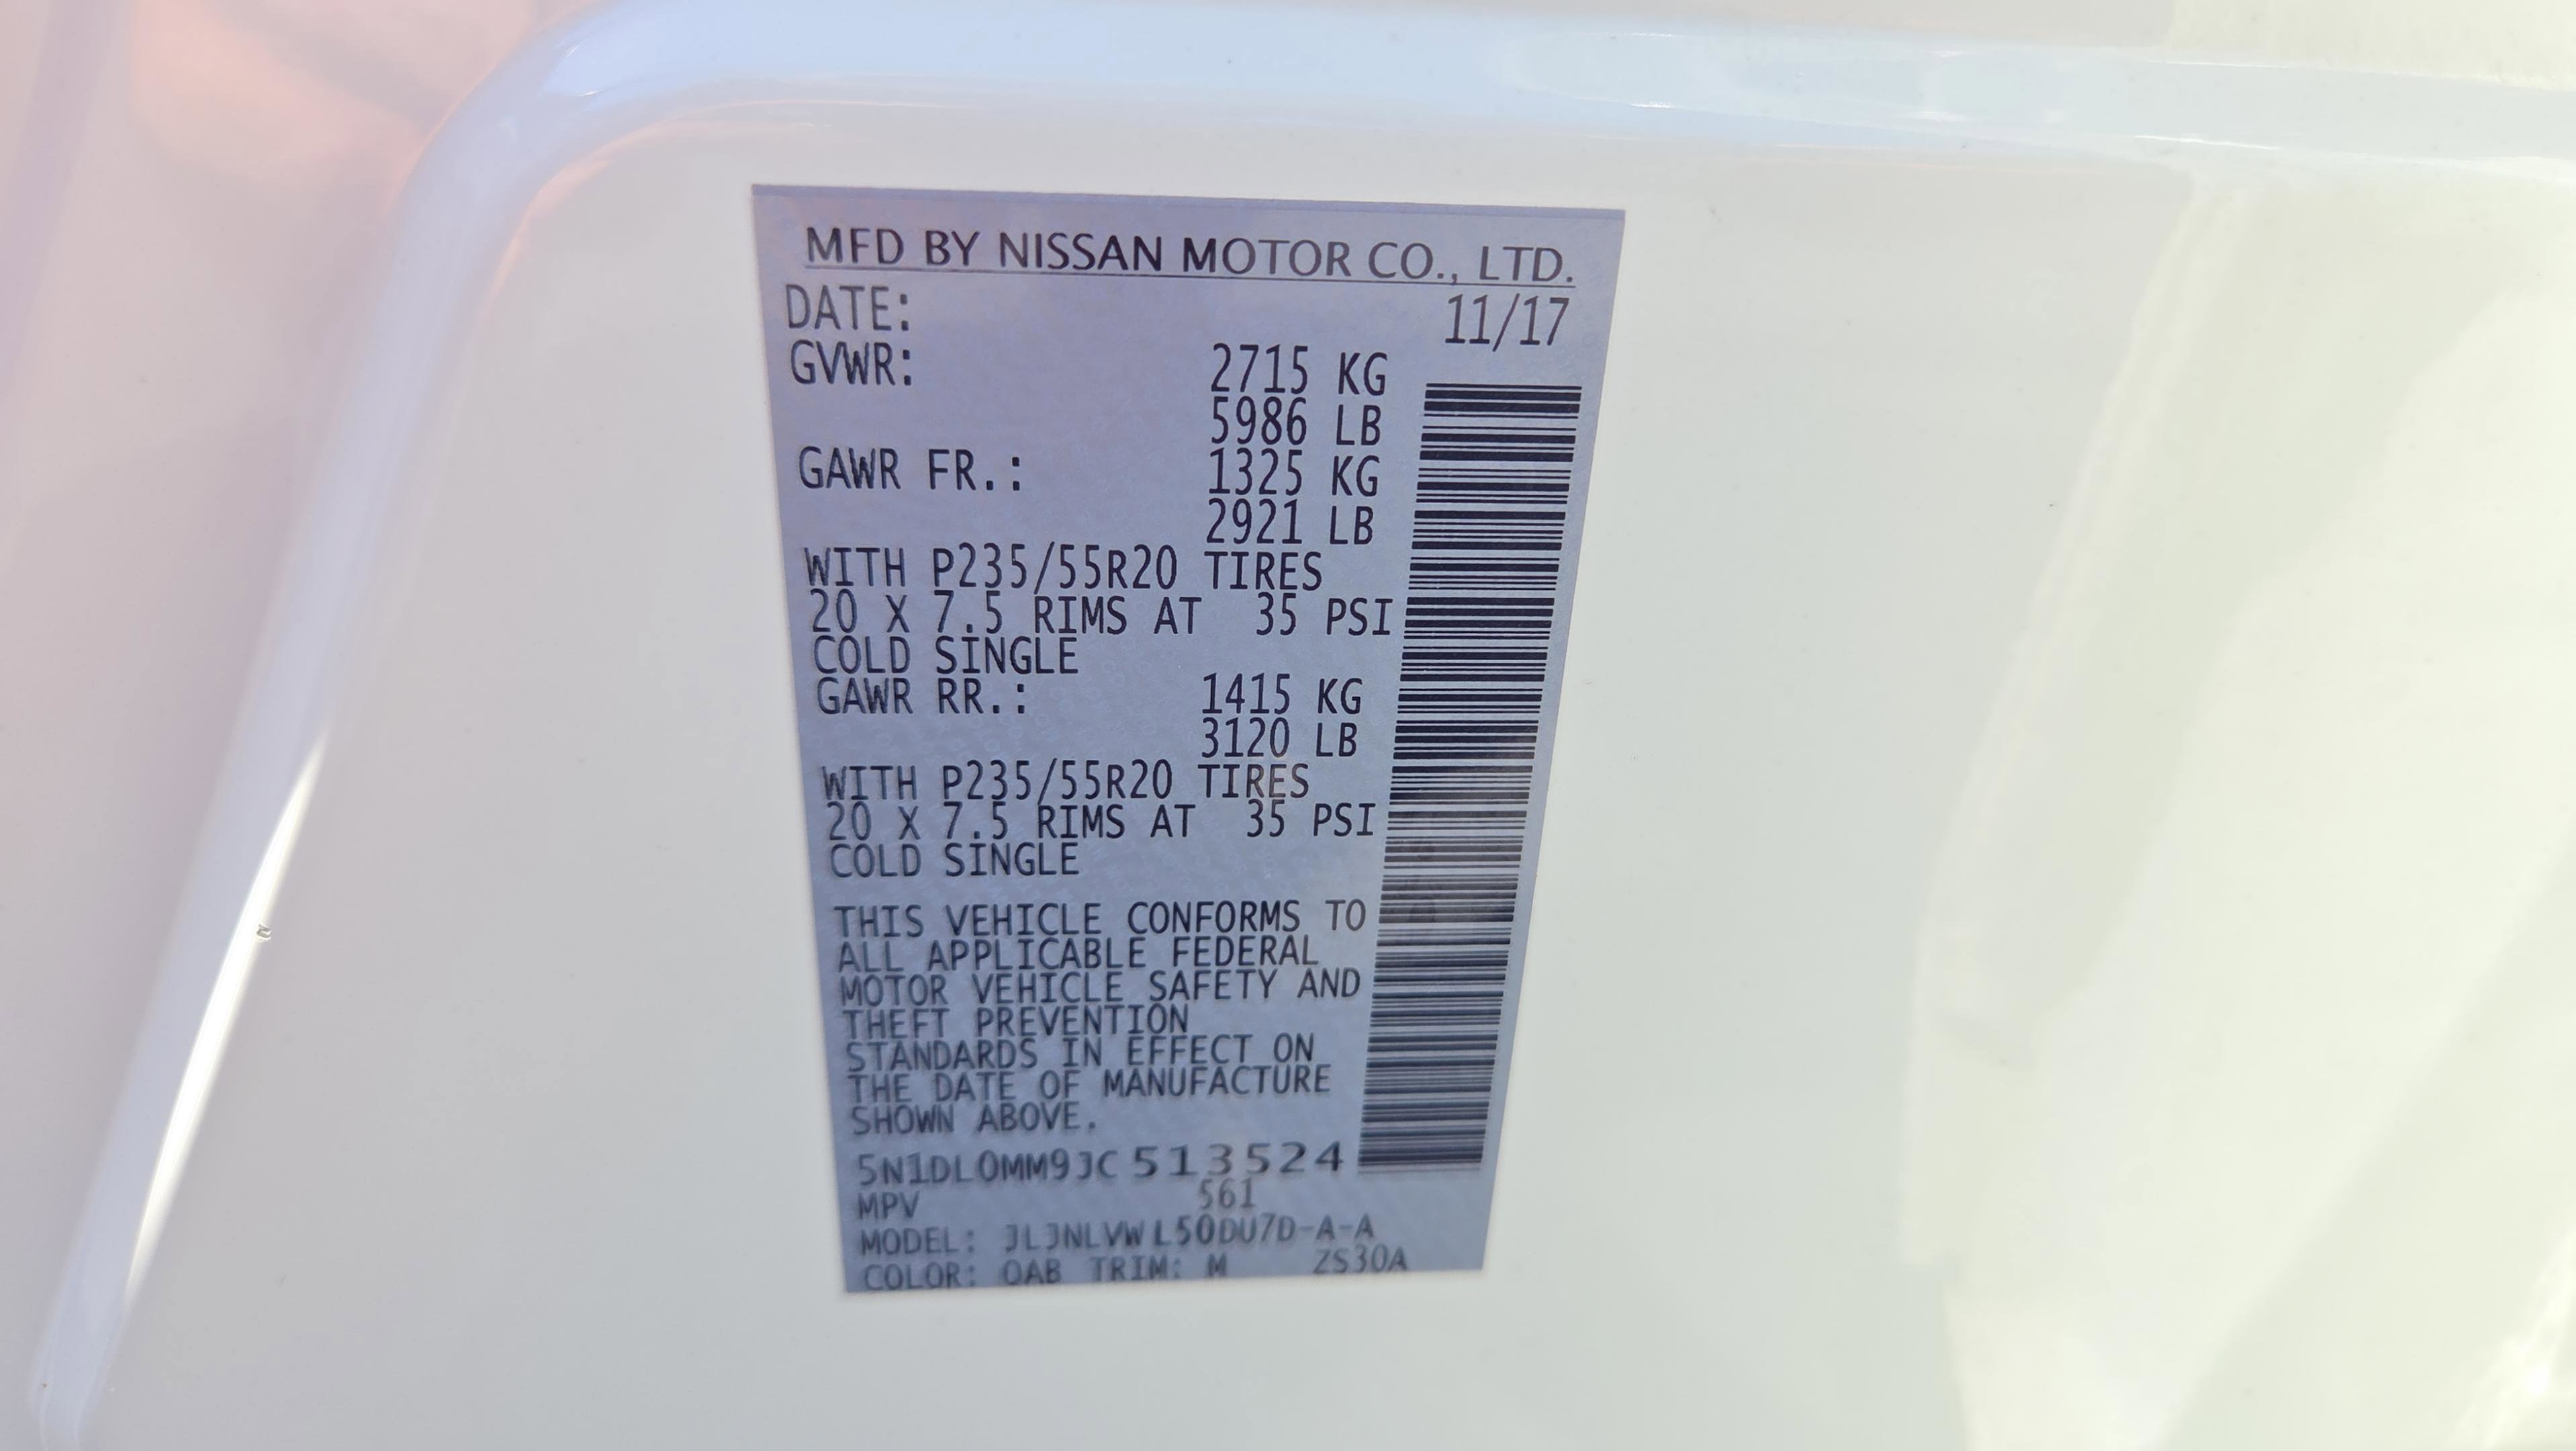 MFD BY NISSAN MOTOR CO., LTD.
DATE: 11/17
GVWR: 2715 KG
5986 LB
GAWR FR.: 1325 KG
2921 LB
WITH P235/55R20 TIRES
20 X 7.5 RIMS AT 35 PSI
COLD SINGLE
GAWR RR.: 1415 KG
3120 LB
WITH P235/55R20 TIRES
20 X 7.5 RIMS AT 35 PSI
COLD SINGLE
THIS VEHICLE CONFORMS TO
ALL APPLICABLE FEDERAL
MOTOR VEHICLE SAFETY AND
THEFT PREVENTION
STANDARDS IN EFFECT ON
THE DATE OF MANUFACTURE
SHOWN ABOVE.
5N1DL0MM9JC513524
MPV 561
MODEL: JLJNLVW L50DU7D-A-A
COLOR: QAB TRIM: M ZS30A